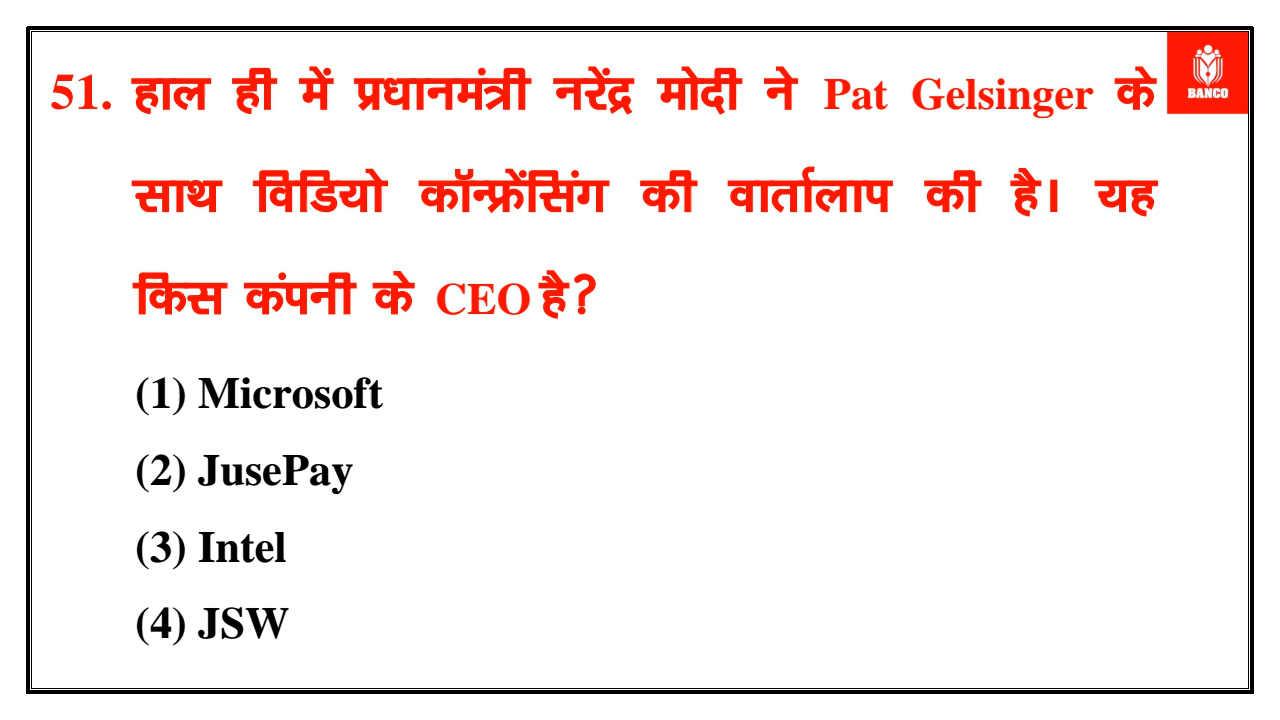 51. हाल ही में प्रधानमंत्री नरेंद्र मोदी ने Pat Gelsinger के
BANCO
साथ विडियो कॉन्फ्रेंसिंग की वार्तालाप की है। यह
किस कंपनी के CEO है?
(1) Microsoft
(2) JusePay
(3) Intel
(4) JSW